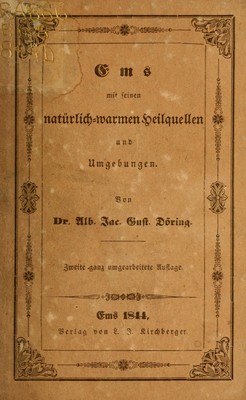 Ems
mit seinen
natürlich-warmen Heilquellen
und
Umgebungen.
Von
Dr. Alb. Jac. Gust. Döring.
Zweite ganz umgearbeitete Auflage.
Ems 1844,
Verlag von L. J. Kirchberger.